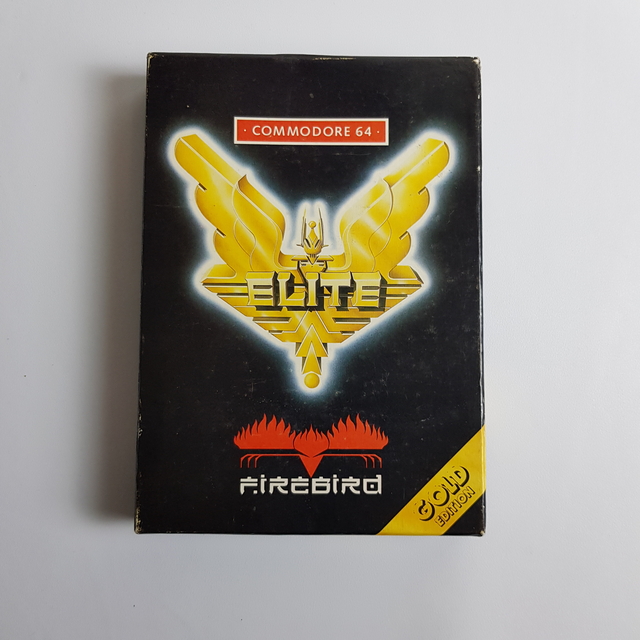 · COMMODORE 64 ·
ELITE
FIREBIRD
GOLD
EDITION